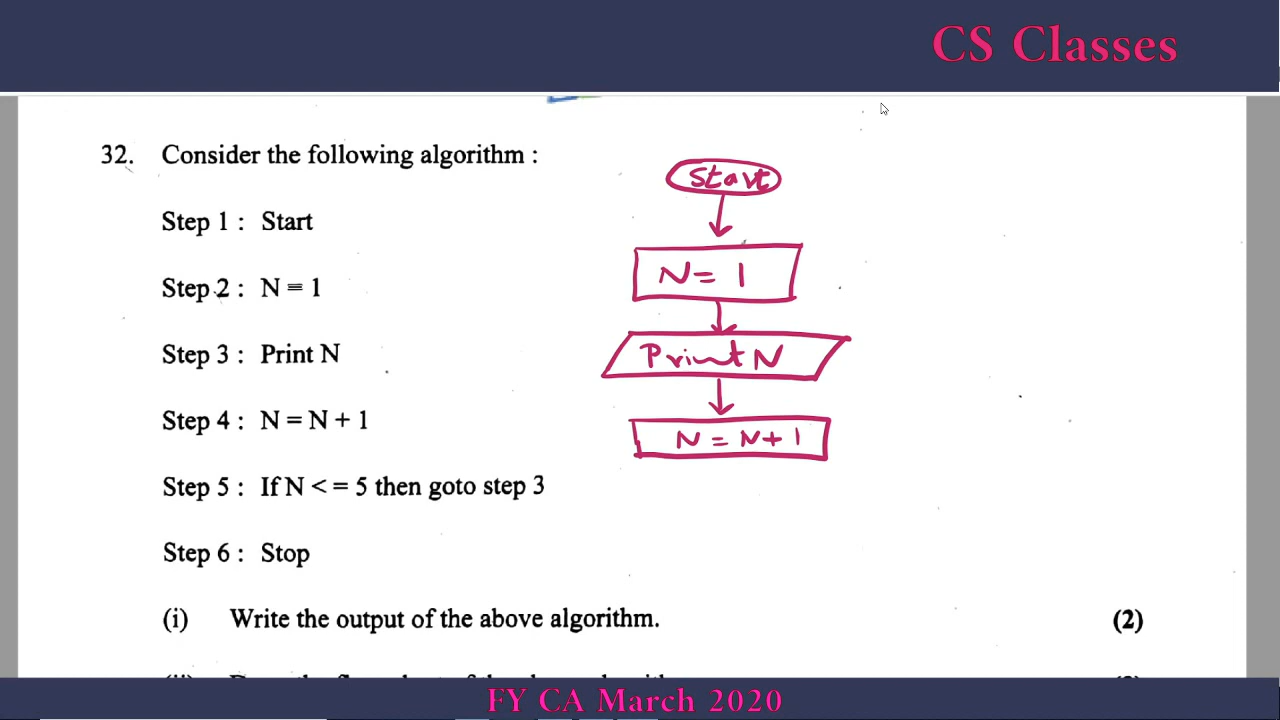 CS Classes
32. Consider the following algorithm :
Step 1 : Start
Step 2 : N = 1
Step 3 : Print N
Step 4 : N = N + 1
Step 5 : If N < = 5 then goto step 3
Step 6 : Stop
Start
N = 1
Print N
N = N + 1
(i) Write the output of the above algorithm. (2)
FY CA March 2020